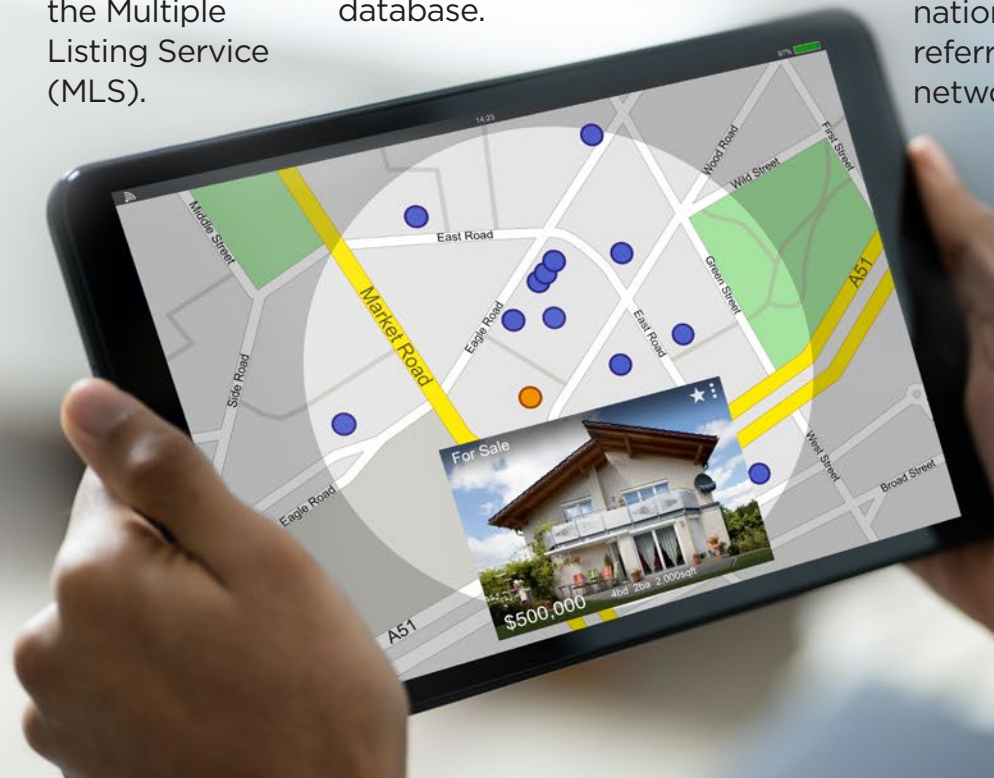 the Multiple
Listing Service
(MLS).
database.
nation
referr
netwo
97%
14:23
Middle Street
Side Road
Eagle Road
A51
Market Road
East Road
Eagle Road
East Road
Wood Road
Wild Street
First Street
Green Street
A51
West Street
Broad Street
For Sale
$500,000
4bd 2ba 2,000sqft